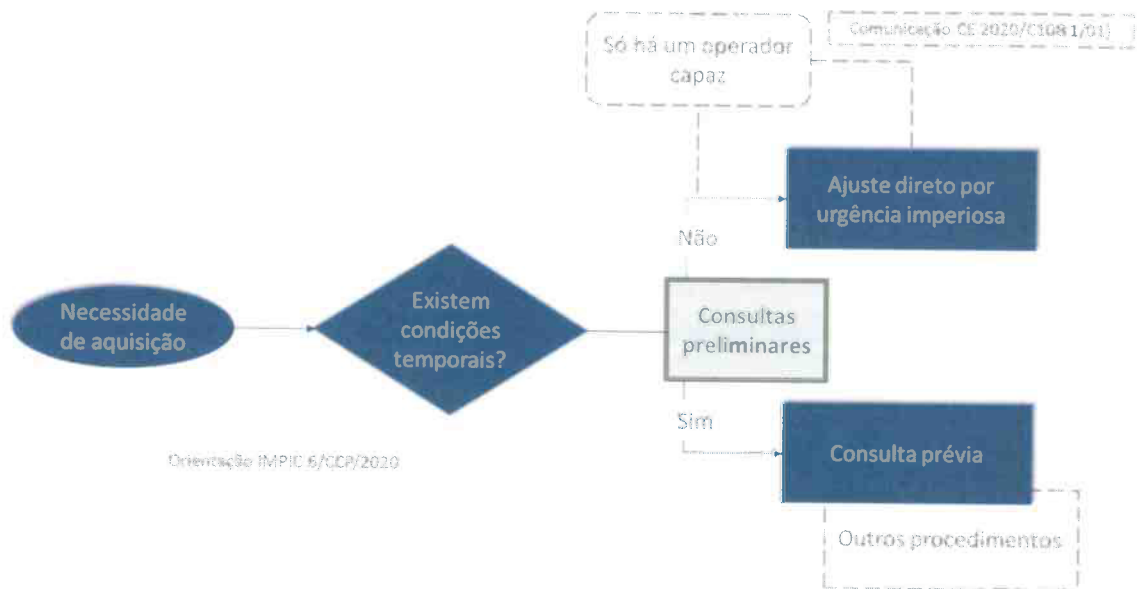 Só há um operador
capaz
Comunicação CE 2020/C108 1/01)
Ajuste direto por
urgência imperiosa
Não
Necessidade
de aquisição
Existem
condições
temporais?
Consultas
preliminares
Sim
Consulta prévia
Orientação IMPIC 6/CCP/2020
Outros procedimentos